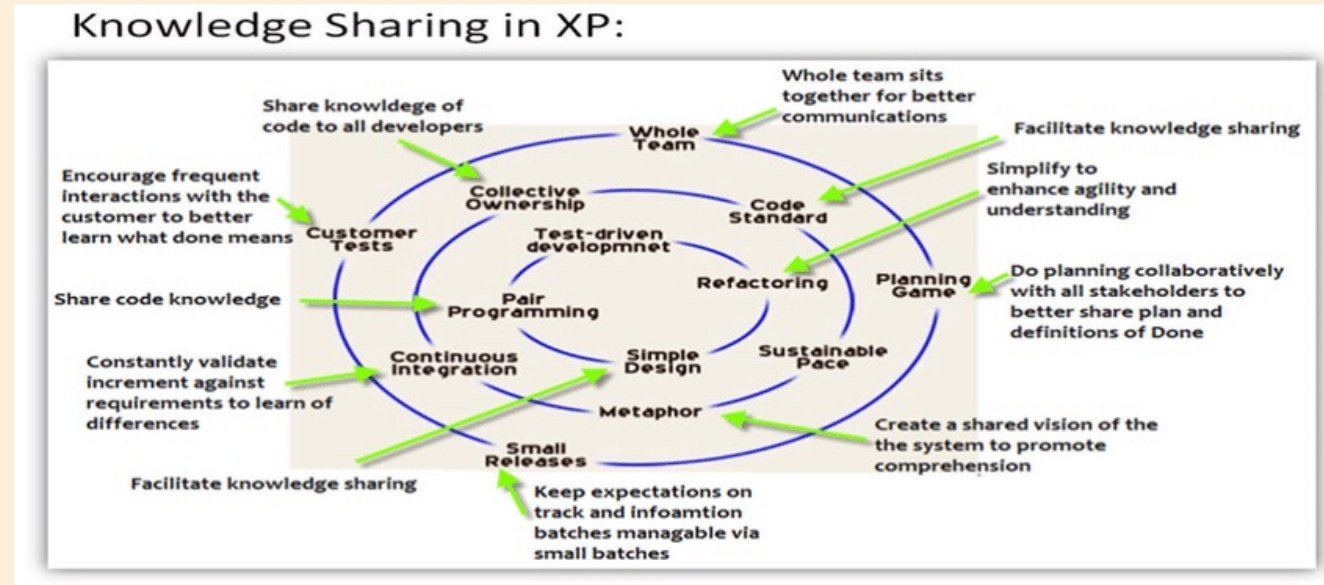 Knowledge Sharing in XP:
Whole team sits
together for better
communications
Share knowldege of
code to all developers
Facilitate knowledge sharing
Whole
Team
Simplify to
enhance agility and
understanding
Encourage frequent
interactions with the
customer to better
learn what done means
Collective
Ownership
Code
Standard
Customer
Tests
Test-driven
developmnet
Refactoring
Planning
Game
Do planning collaboratively
with all stakeholders to
better share plan and
definitions of Done
Share code knowledge
Pair
Programming
Constantly validate
increment against
requirements to learn of
differences
Continuous
Integration
Simple
Design
Sustainable
Pace
Metaphor
Create a shared vision of the
the system to promote
comprehension
Small
Releases
Facilitate knowledge sharing
Keep expectations on
track and infoamtion
batches managable via
small batches